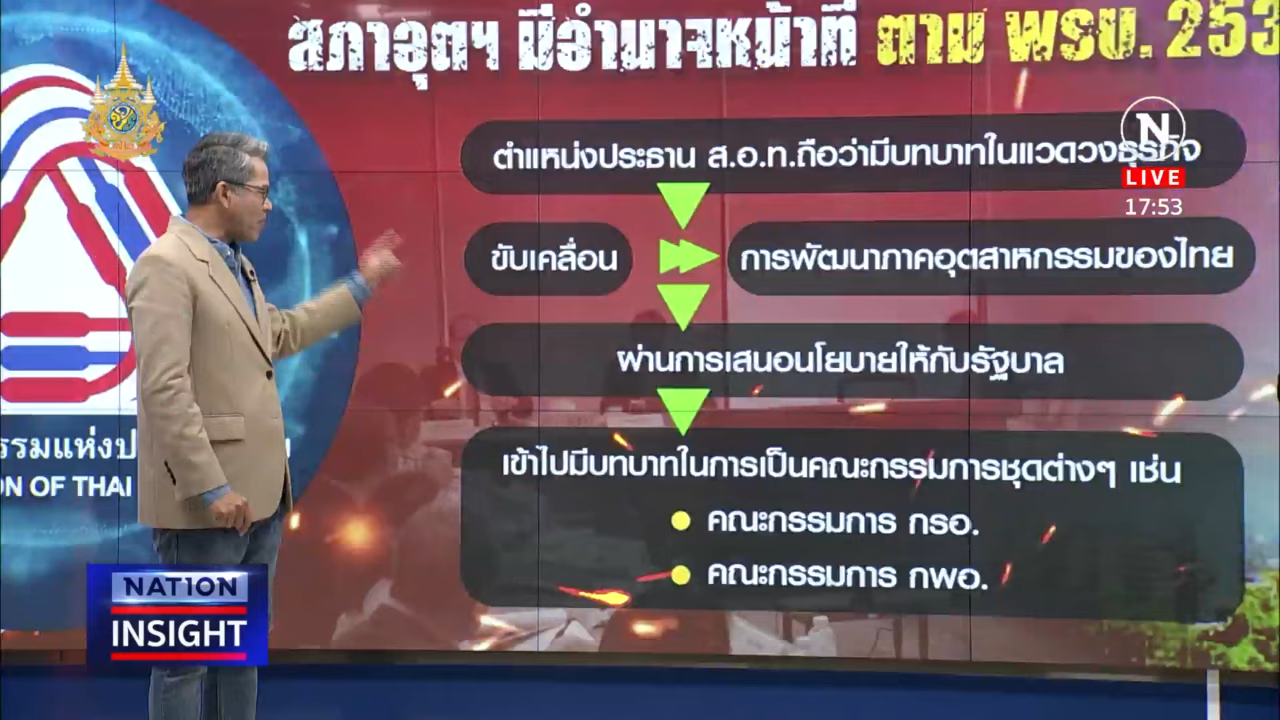 สภาอุตฯ มีอำนาจหน้าที่ ตาม พรบ. 253
ตำแหน่งประธาน ส.อ.ท.ถือว่ามีบทบาทในแวดวงธุรกิจ
N
LIVE
17:53
ขับเคลื่อน
การพัฒนาภาคอุตสาหกรรมของไทย
ผ่านการเสนอนโยบายให้กับรัฐบาล
เข้าไปมีบทบาทในการเป็นคณะกรรมการชุดต่างๆ เช่น
คณะกรรมการ กรอ.
คณะกรรมการ กพอ.
รรมแห่งป
ON OF THAI
NATION
INSIGHT